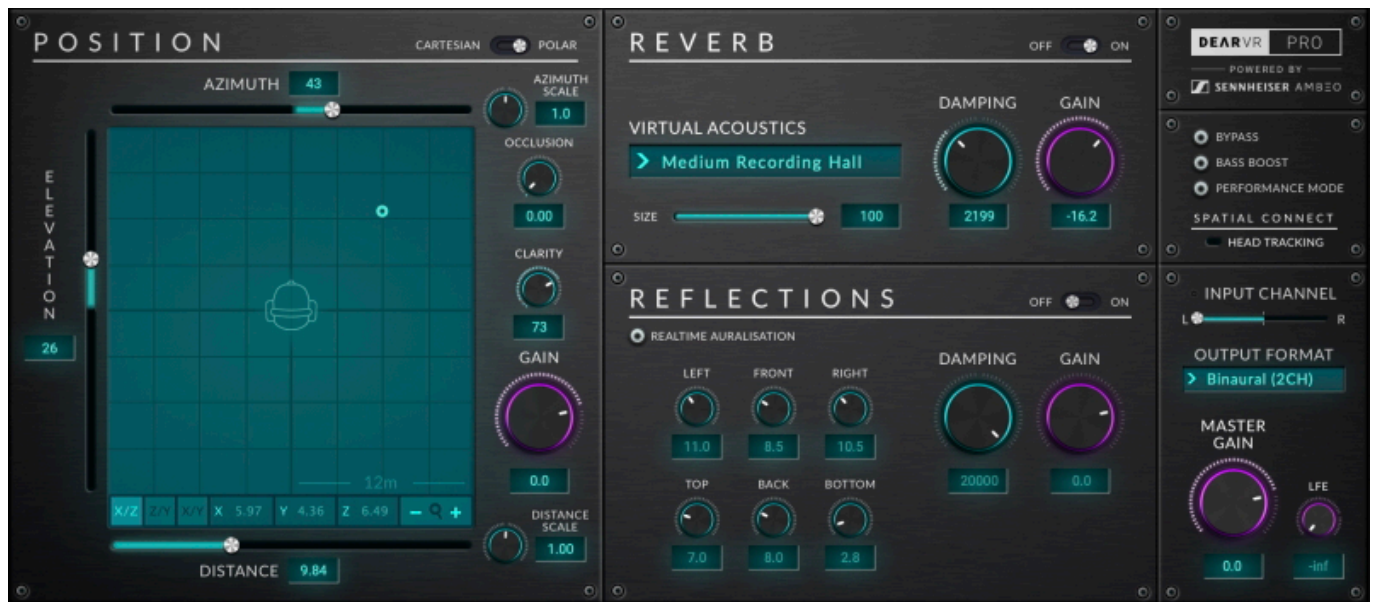 POSITION
CARTESIAN POLAR
AZIMUTH 43
AZIMUTH
SCALE
1.0
OCCLUSION
0.00
CLARITY
73
GAIN
0.0
ELEVATION
26
12m
X/Z Z/Y X/Y X 5.97 Y 4.36 Z 6.49 − +
DISTANCE
SCALE
1.00
DISTANCE 9.84
REVERB
OFF ON
VIRTUAL ACOUSTICS
Medium Recording Hall
SIZE 100
DAMPING GAIN
2199 -16.2
REFLECTIONS
OFF ON
REALTIME AURALISATION
LEFT FRONT RIGHT
11.0 8.5 10.5
TOP BACK BOTTOM
7.0 8.0 2.8
DAMPING GAIN
20000 0.0
DEARVR PRO
POWERED BY
SENNHEISER AMBEO
BYPASS
BASS BOOST
PERFORMANCE MODE
SPATIAL CONNECT
HEAD TRACKING
INPUT CHANNEL
L R
OUTPUT FORMAT
Binaural (2CH)
MASTER
GAIN
LFE
0.0 -inf